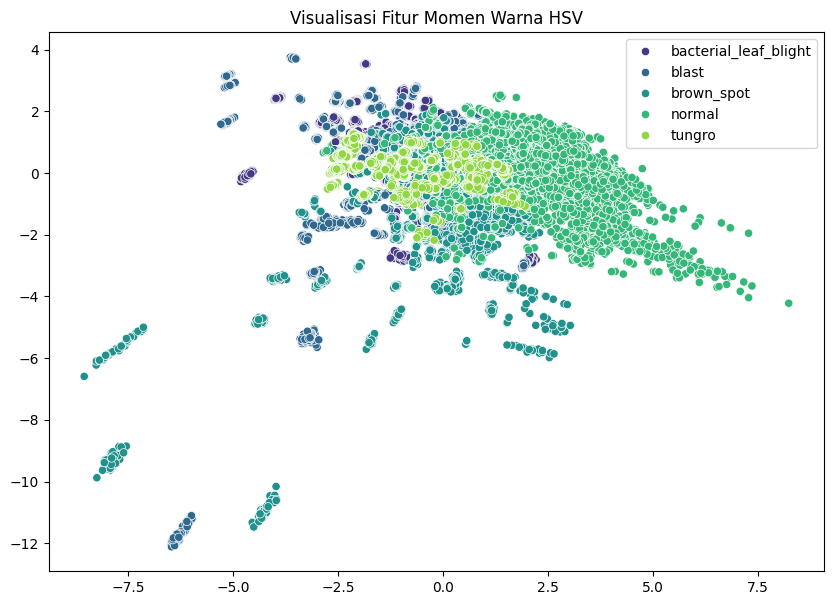 Visualisasi Fitur Momen Warna HSV
bacterial_leaf_blight
blast
brown_spot
normal
tungro
4
2
0
−2
−4
−6
−8
−10
−12
−7.5 −5.0 −2.5 0.0 2.5 5.0 7.5